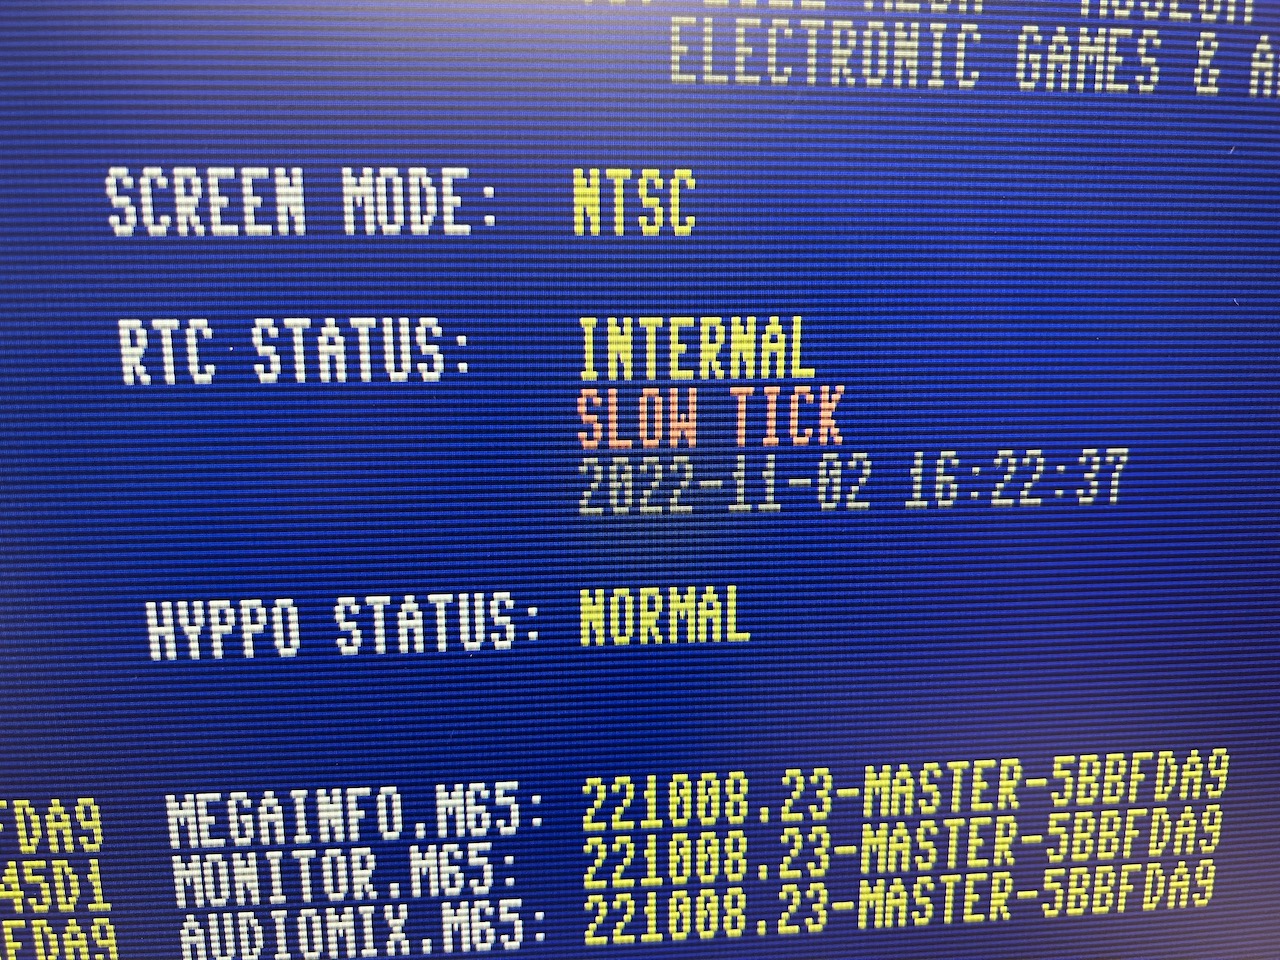 ELECTRONIC GAMES & A
SCREEN MODE: NTSC
RTC STATUS: INTERNAL
SLOW TICK
2022-11-02 16:22:37
HYPPO STATUS: NORMAL
FDA9 MEGAINFO.M65: 221008.23-MASTER-5BBFDA9
45D1 MONITOR.M65: 221008.23-MASTER-5BBFDA9
FDA9 AUDIOMIX.M65: 221008.23-MASTER-5BBFDA9